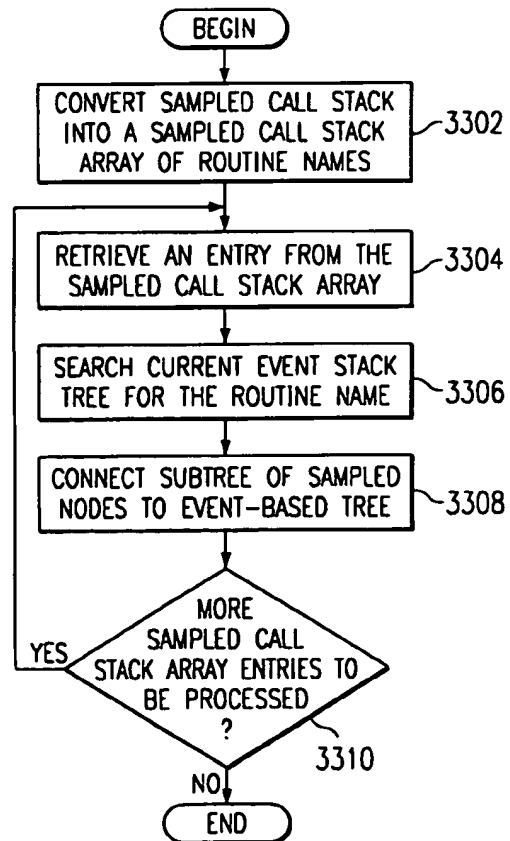 BEGIN
CONVERT SAMPLED CALL STACK
INTO A SAMPLED CALL STACK
ARRAY OF ROUTINE NAMES
3302
RETRIEVE AN ENTRY FROM THE
SAMPLED CALL STACK ARRAY
3304
SEARCH CURRENT EVENT STACK
TREE FOR THE ROUTINE NAME
3306
CONNECT SUBTREE OF SAMPLED
NODES TO EVENT-BASED TREE
3308
MORE
SAMPLED CALL
STACK ARRAY ENTRIES TO
BE PROCESSED
?
YES
3310
NO
END